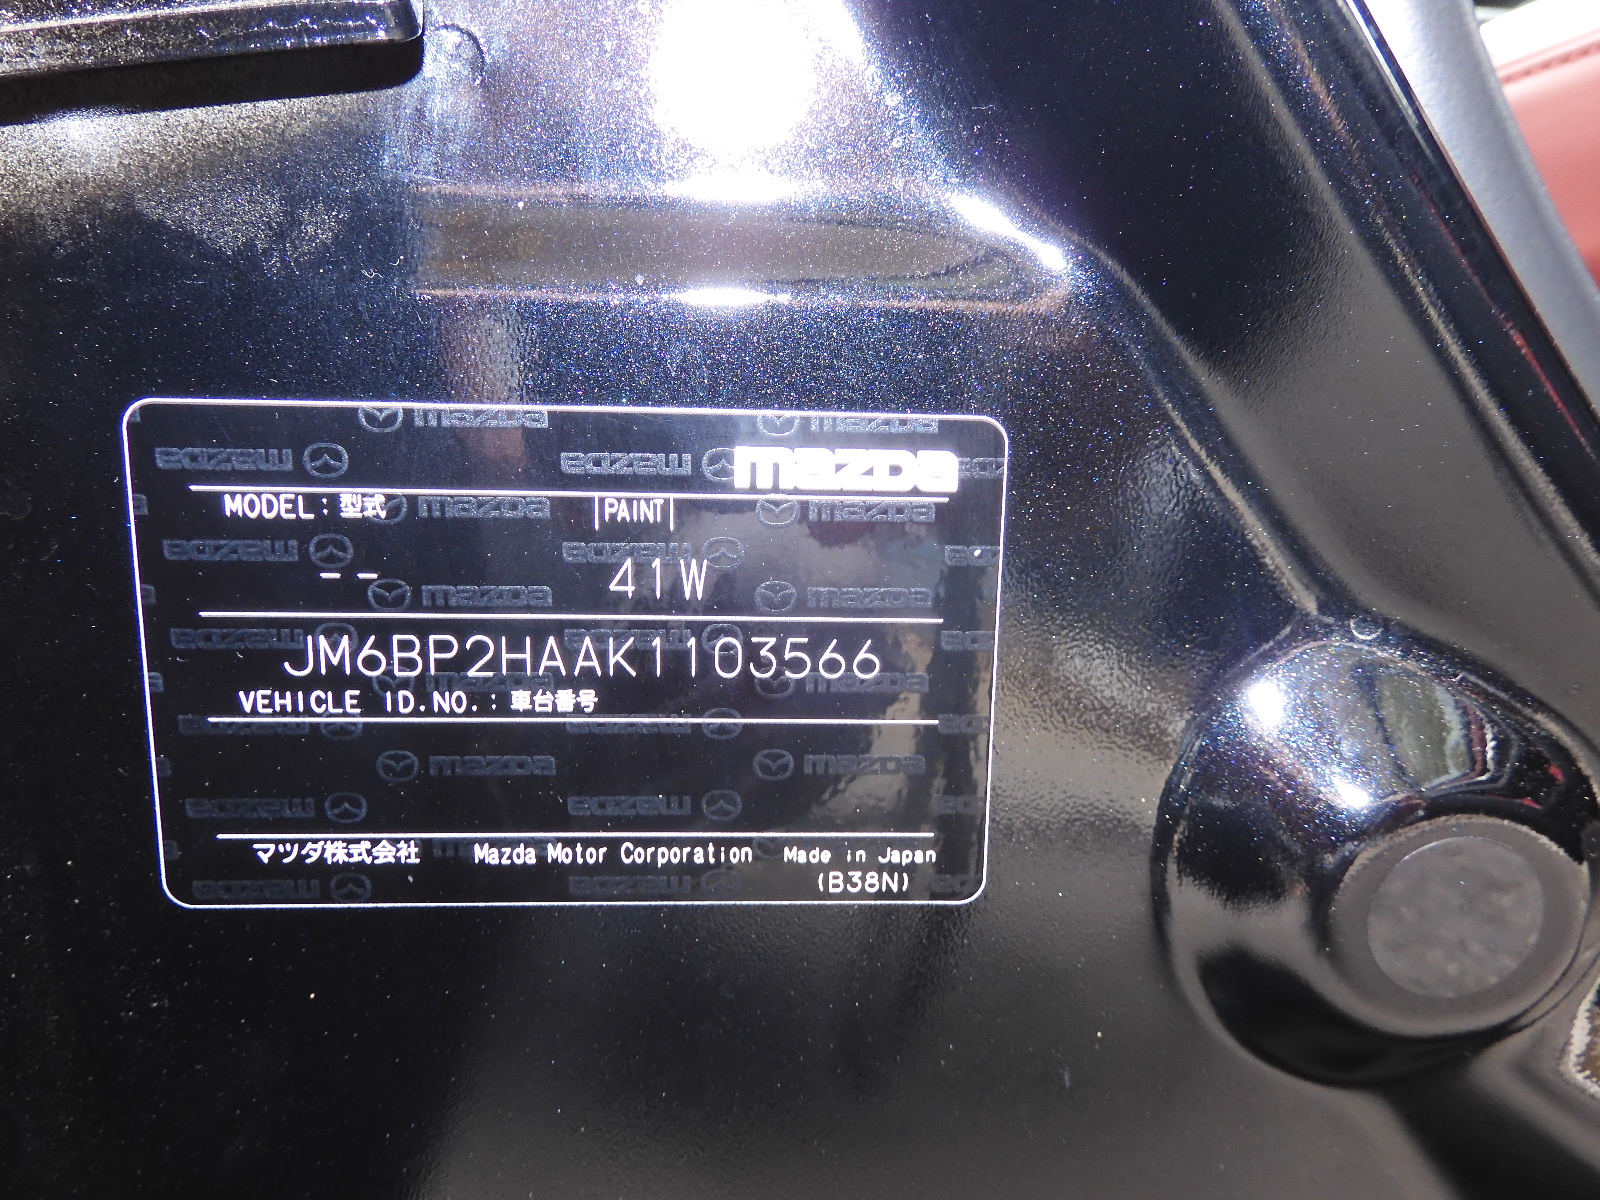 mazda
MODEL : 型式 PAINT
-- 41W
JM6BP2HAAK1103566
VEHICLE ID.NO. : 車台番号
マツダ株式会社 Mazda Motor Corporation Made in Japan
(B38N)